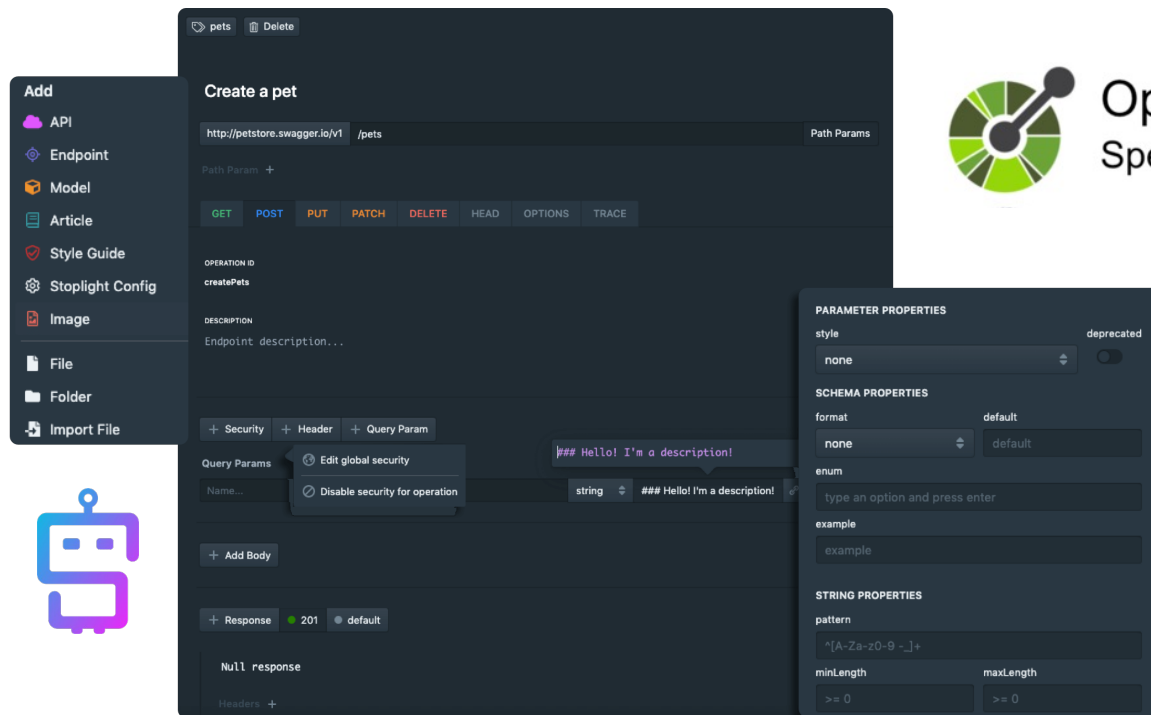 pets Delete
Create a pet
http://petstore.swagger.io/v1 /pets Path Params
Path Param +
GET POST PUT PATCH DELETE HEAD OPTIONS TRACE
OPERATION ID
createPets
DESCRIPTION
Endpoint description...
+ Security + Header + Query Param
Query Params
Edit global security
Disable security for operation
Name...
### Hello! I'm a description!
string ### Hello! I'm a description!
+ Add Body
+ Response 201 default
Null response
Headers +
Add
API
Endpoint
Model
Article
Style Guide
Stoplight Config
Image
File
Folder
Import File
Op
Spe
PARAMETER PROPERTIES
style deprecated
none
SCHEMA PROPERTIES
format default
none default
enum
type an option and press enter
example
example
STRING PROPERTIES
pattern
^[A-Za-z0-9 -_]+
minLength maxLength
>= 0 >= 0